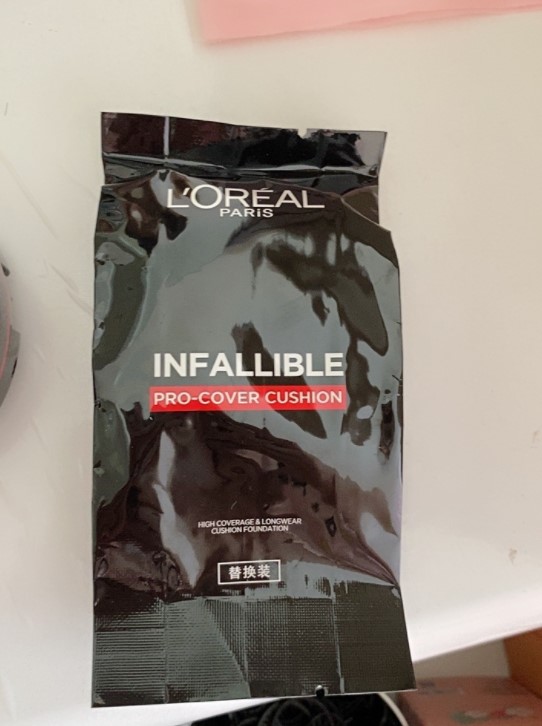 L'ORÉAL
PARiS
INFALLIBLE
PRO-COVER CUSHION
HIGH COVERAGE & LONGWEAR
CUSHION FOUNDATION
替换装